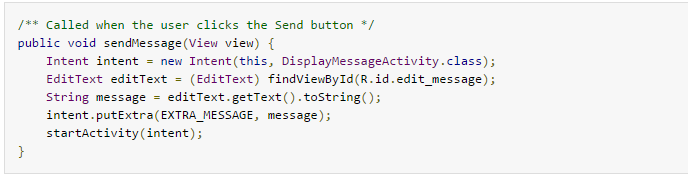 /** Called when the user clicks the Send button */
public void sendMessage(View view) {
    Intent intent = new Intent(this, DisplayMessageActivity.class);
    EditText editText = (EditText) findViewById(R.id.edit_message);
    String message = editText.getText().toString();
    intent.putExtra(EXTRA_MESSAGE, message);
    startActivity(intent);
}